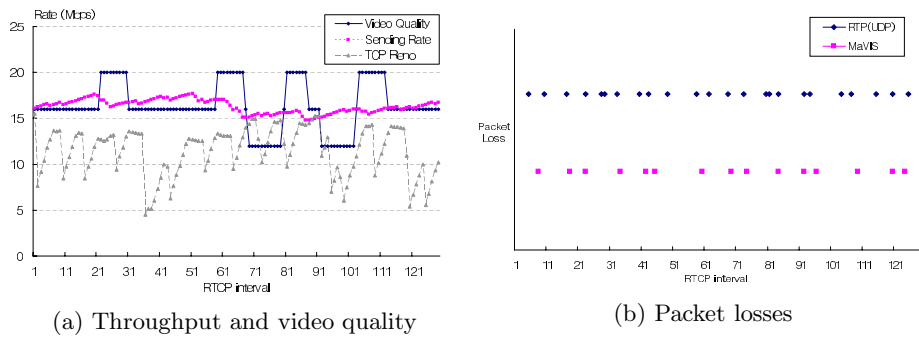 Rate (Mbps)
Video Quality
Sending Rate
TCP Reno
25
20
15
10
5
0
1 11 21 31 41 51 61 71 81 91 101 111 121
RTCP interval
(a) Throughput and video quality
RTP(UDP)
MaVIS
Packet
Loss
1 11 21 31 41 51 61 71 81 91 101 111 121
RTCP interval
(b) Packet losses